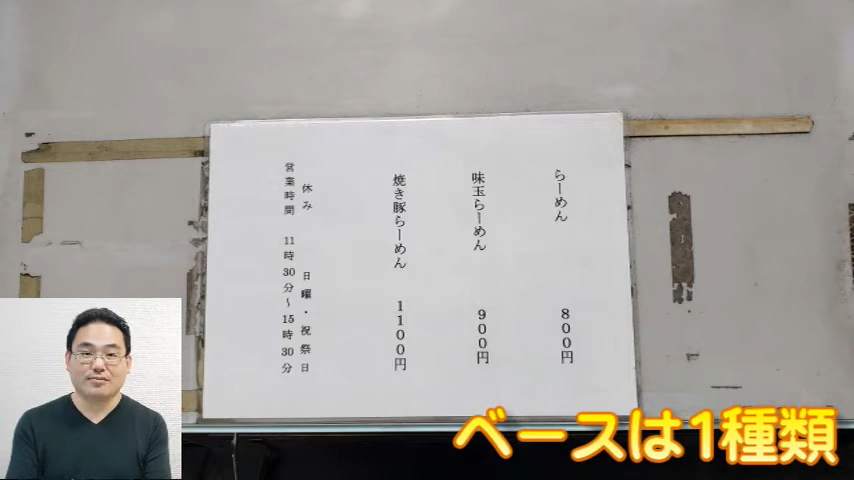 らーめん 800円
味玉らーめん 900円
焼き豚らーめん 1100円
休み 日曜・祝祭日
営業時間 11時30分～15時30分
ベースは1種類